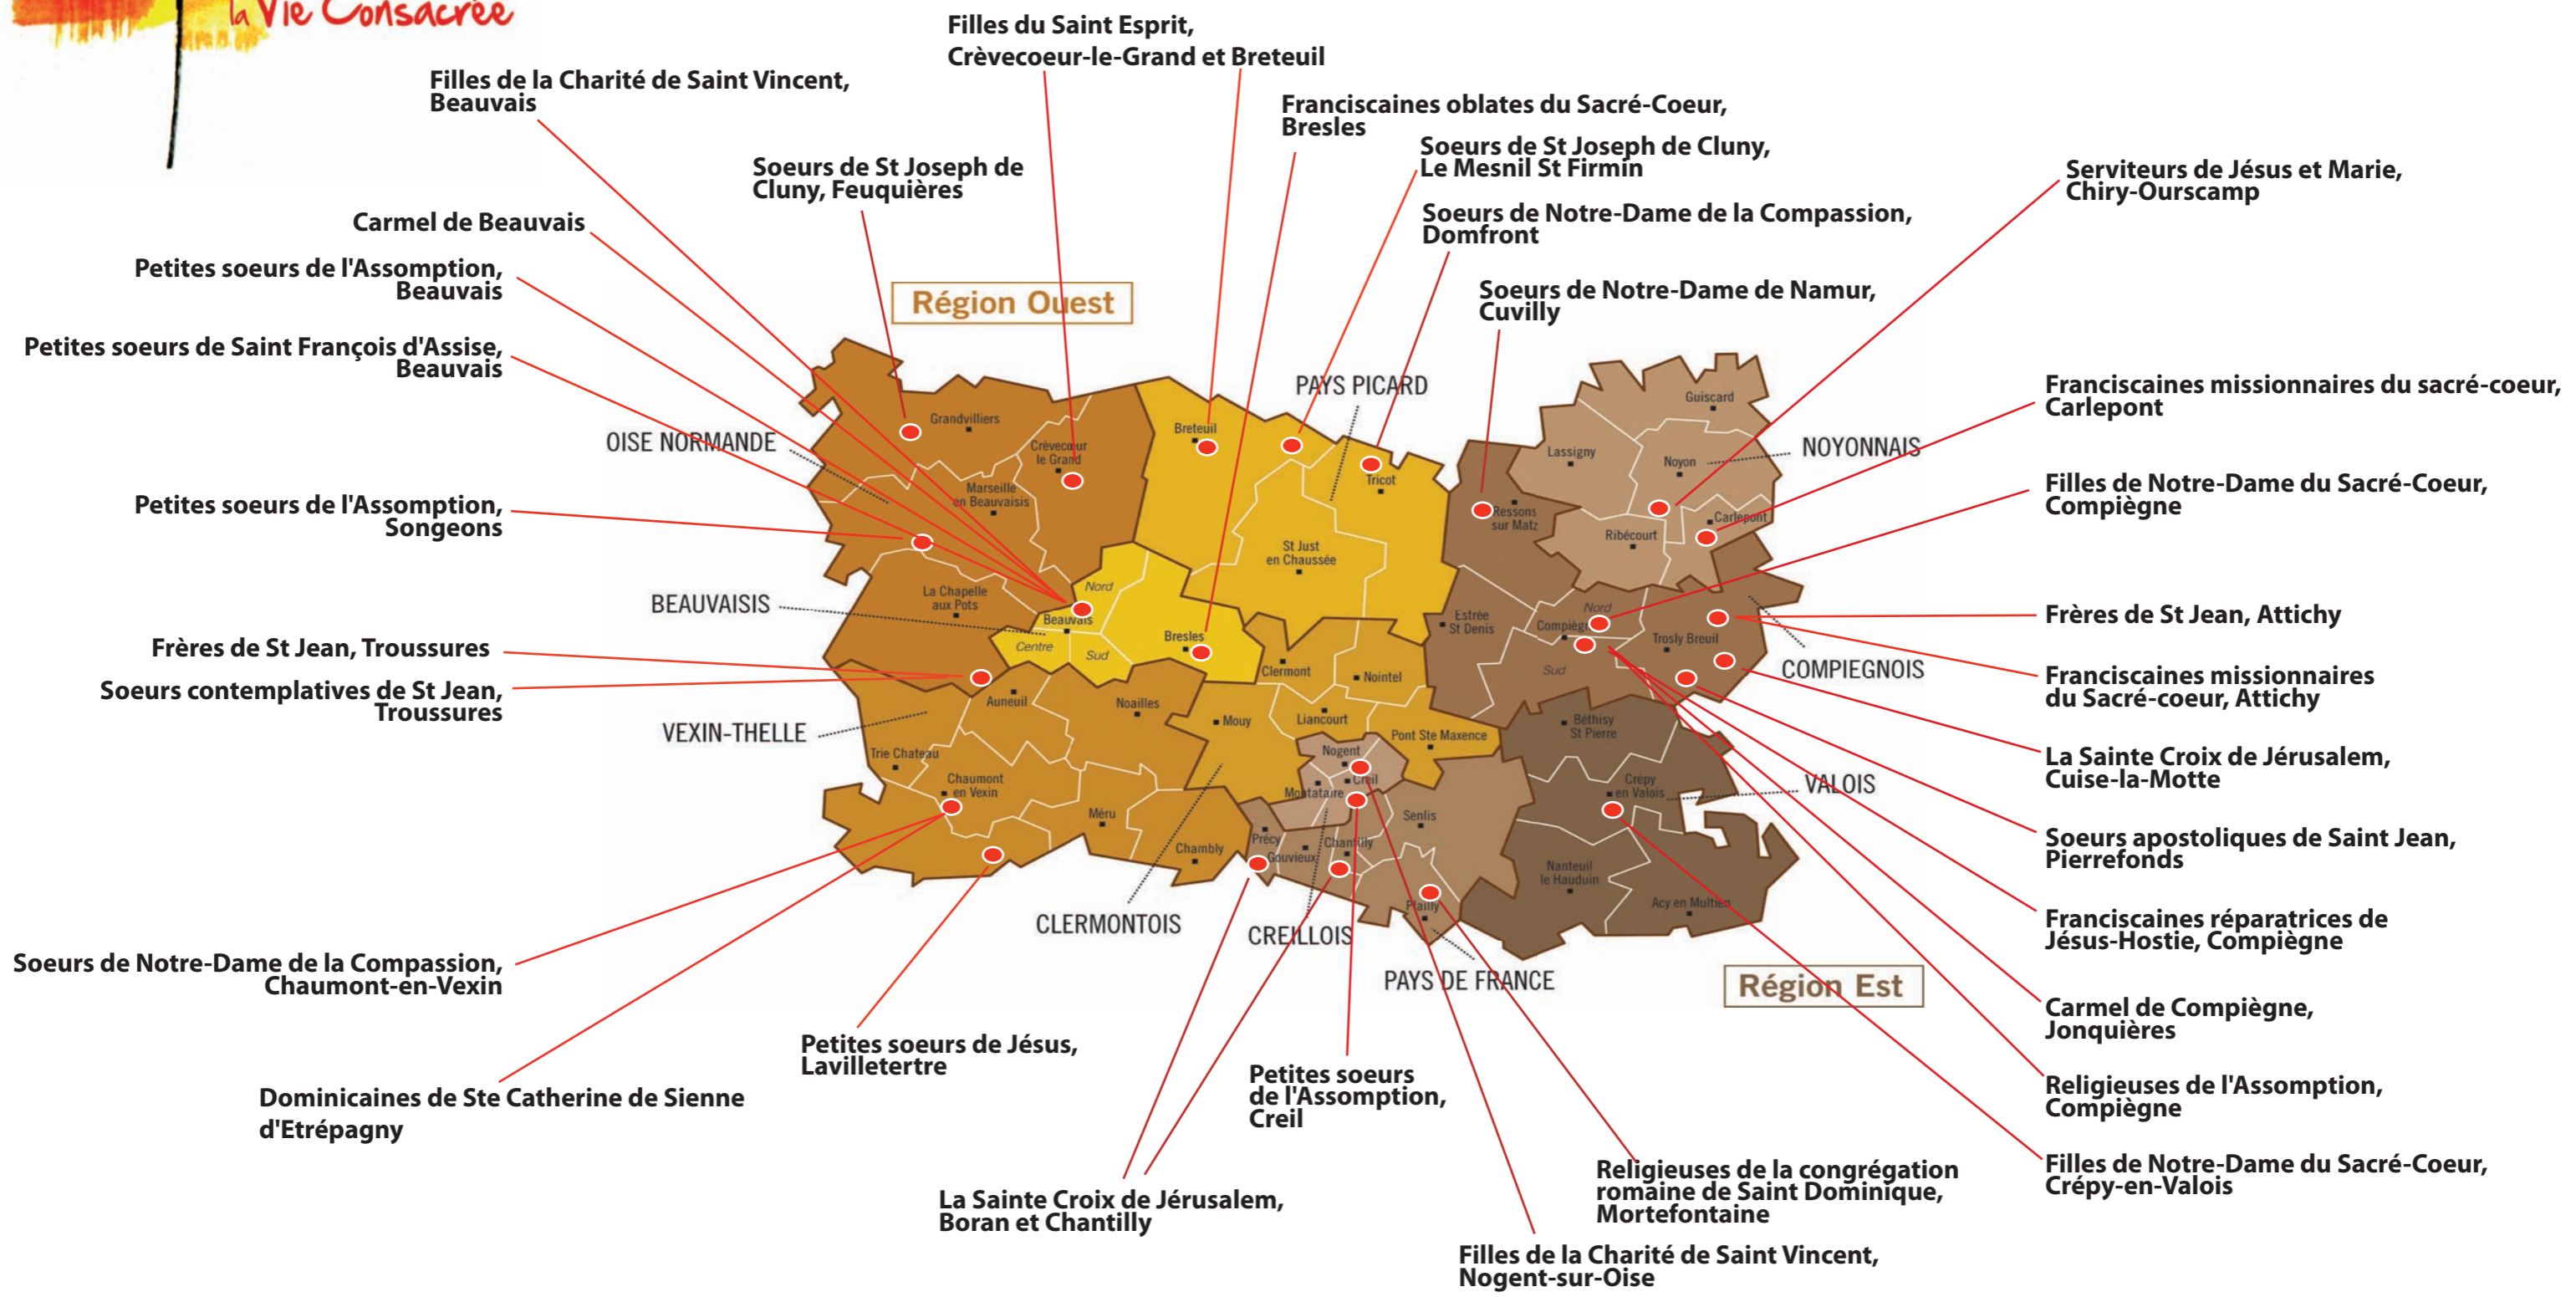 la Vie Consacrée
Filles du Saint Esprit,
Crèvecoeur-le-Grand et Breteuil
Filles de la Charité de Saint Vincent,
Beauvais
Franciscaines oblates du Sacré-Coeur,
Bresles
Soeurs de St Joseph de Cluny,
Le Mesnil St Firmin
Soeurs de St Joseph de
Cluny, Feuquières
Serviteurs de Jésus et Marie,
Chiry-Ourscamp
Carmel de Beauvais
Soeurs de Notre-Dame de la Compassion,
Domfront
Petites soeurs de l'Assomption,
Beauvais
Soeurs de Notre-Dame de Namur,
Cuvilly
Région Ouest
Petites soeurs de Saint François d'Assise,
Beauvais
Franciscaines missionnaires du sacré-coeur,
Carlepont
PAYS PICARD
OISE NORMANDE
NOYONNAIS
Guiscard
Grandvilliers
Breteuil
Crèvecœur
le Grand
Lassigny
Noyon
Tricot
Marseille
en Beauvaisis
Ressons
sur Matz
Carlepont
Ribécourt
St Just
en Chaussée
Petites soeurs de l'Assomption,
Songeons
Filles de Notre-Dame du Sacré-Coeur,
Compiègne
BEAUVAISIS
La Chapelle
aux Pots
Nord
Beauvais
Centre
Sud
Bresles
Estrée
St Denis
Nord
Compiègne
Sud
Trosly Breuil
COMPIEGNOIS
Frères de St Jean, Attichy
Frères de St Jean, Troussures
Soeurs contemplatives de St Jean,
Troussures
Franciscaines missionnaires
du Sacré-coeur, Attichy
Clermont
Nointel
Auneuil
Noailles
Mouy
Liancourt
Pont Ste Maxence
Béthisy
St Pierre
VEXIN-THELLE
Trie Chateau
Chaumont
en Vexin
Nogent
Creil
Montataire
Crépy
en Valois
VALOIS
La Sainte Croix de Jérusalem,
Cuise-la-Motte
Méru
Chambly
Précy
Gouvieux
Chantilly
Senlis
Nanteuil
le Hauduin
Acy en Multien
Plailly
Soeurs apostoliques de Saint Jean,
Pierrefonds
CLERMONTOIS
CREILLOIS
PAYS DE FRANCE
Région Est
Franciscaines réparatrices de
Jésus-Hostie, Compiègne
Soeurs de Notre-Dame de la Compassion,
Chaumont-en-Vexin
Carmel de Compiègne,
Jonquières
Petites soeurs de Jésus,
Lavilletertre
Petites soeurs
de l'Assomption,
Creil
Religieuses de l'Assomption,
Compiègne
Dominicaines de Ste Catherine de Sienne
d'Etrépagny
Filles de Notre-Dame du Sacré-Coeur,
Crépy-en-Valois
Religieuses de la congrégation
romaine de Saint Dominique,
Mortefontaine
La Sainte Croix de Jérusalem,
Boran et Chantilly
Filles de la Charité de Saint Vincent,
Nogent-sur-Oise